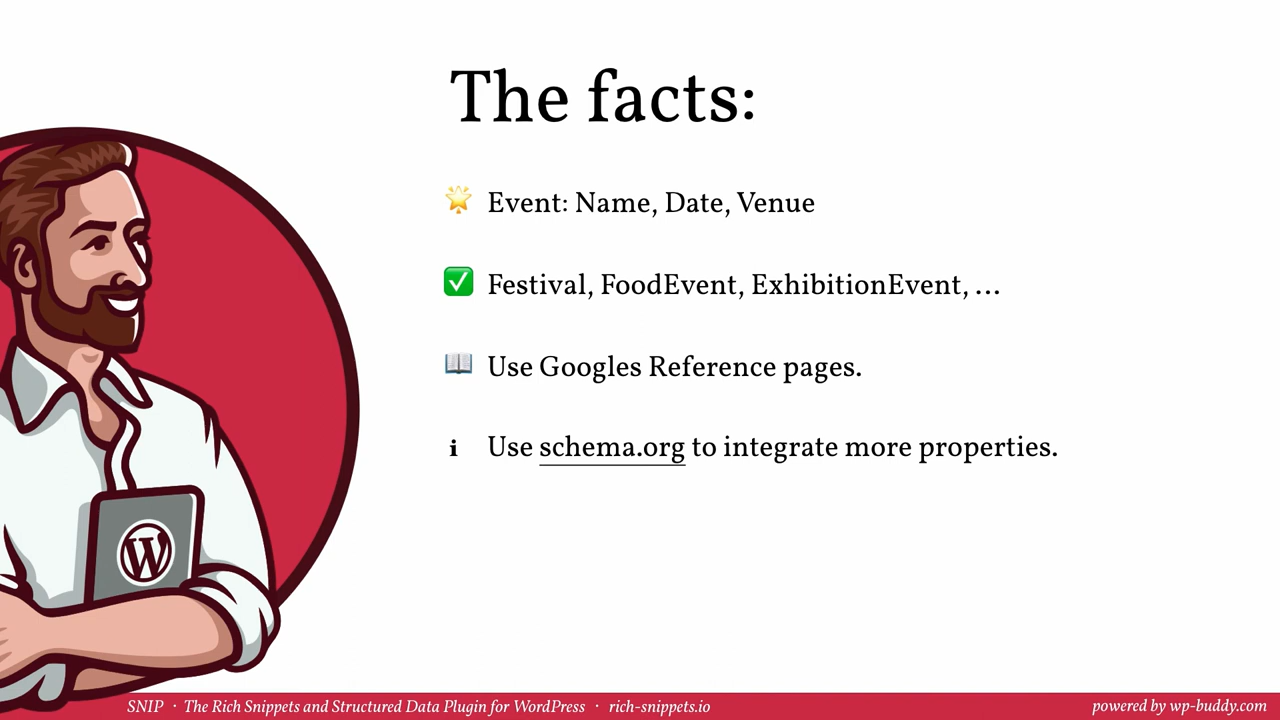 The facts:
🌟 Event: Name, Date, Venue
✅ Festival, FoodEvent, ExhibitionEvent, …
📖 Use Googles Reference pages.
ℹ Use schema.org to integrate more properties.
W
SNIP · The Rich Snippets and Structured Data Plugin for WordPress · rich-snippets.io
powered by wp-buddy.com